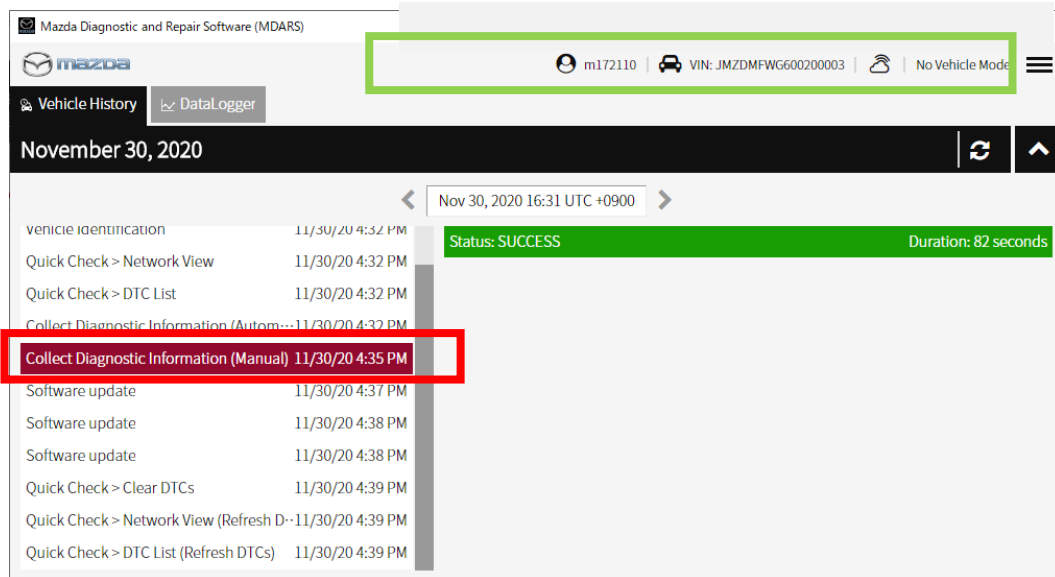 Mazda Diagnostic and Repair Software (MDARS)
mazda
m172110 | VIN: JMZDMFWG600200003 | No Vehicle Mode
Vehicle History DataLogger
November 30, 2020
Nov 30, 2020 16:31 UTC +0900
Vehicle Identification 11/30/20 4:32 PM
Status: SUCCESS Duration: 82 seconds
Quick Check > Network View 11/30/20 4:32 PM
Quick Check > DTC List 11/30/20 4:32 PM
Collect Diagnostic Information (Autom··· 11/30/20 4:32 PM
Collect Diagnostic Information (Manual) 11/30/20 4:35 PM
Software update 11/30/20 4:37 PM
Software update 11/30/20 4:38 PM
Software update 11/30/20 4:38 PM
Quick Check > Clear DTCs 11/30/20 4:39 PM
Quick Check > Network View (Refresh D··· 11/30/20 4:39 PM
Quick Check > DTC List (Refresh DTCs) 11/30/20 4:39 PM